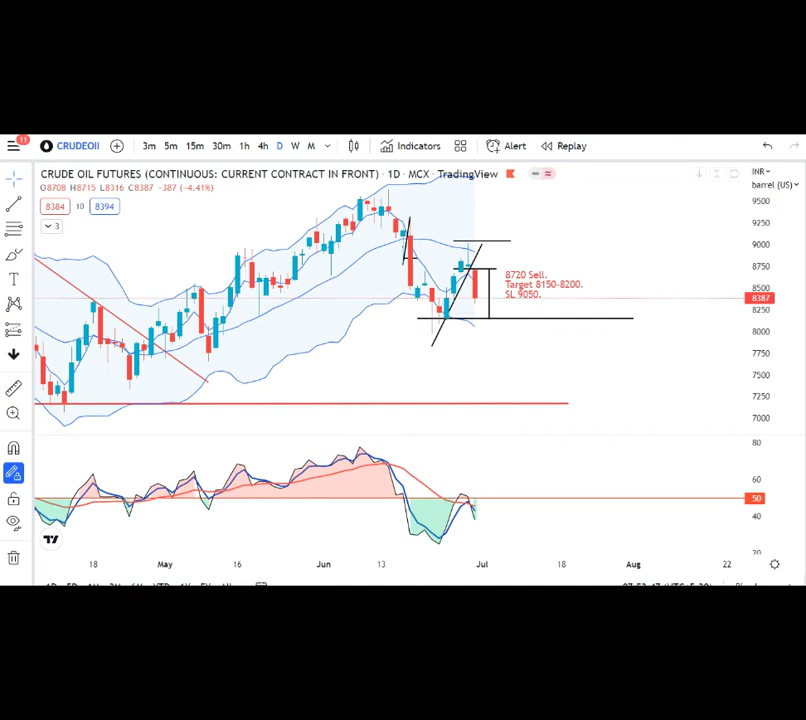 11
CRUDEOIL
3m 5m 15m 30m 1h 4h D W M
Indicators
Alert
Replay
CRUDE OIL FUTURES (CONTINUOUS: CURRENT CONTRACT IN FRONT) · 1D · MCX · TradingView
O8708 H8715 L8316 C8387 −387 (−4.41%)
8384 10 8394
3
INR
barrel (US)
9500
9250
9000
8750
8500
8387
8250
8000
7750
7500
7250
7000
8720 Sell.
Target 8150-8200.
SL 9050.
80
60
50
40
20
18 May 16 Jun 13 Jul 18 Aug 22